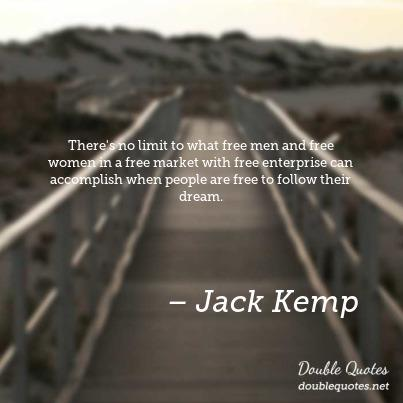 There's no limit to what free men and free
women in a free market with free enterprise can
accomplish when people are free to follow their
dream.
– Jack Kemp
Double Quotes
doublequotes.net